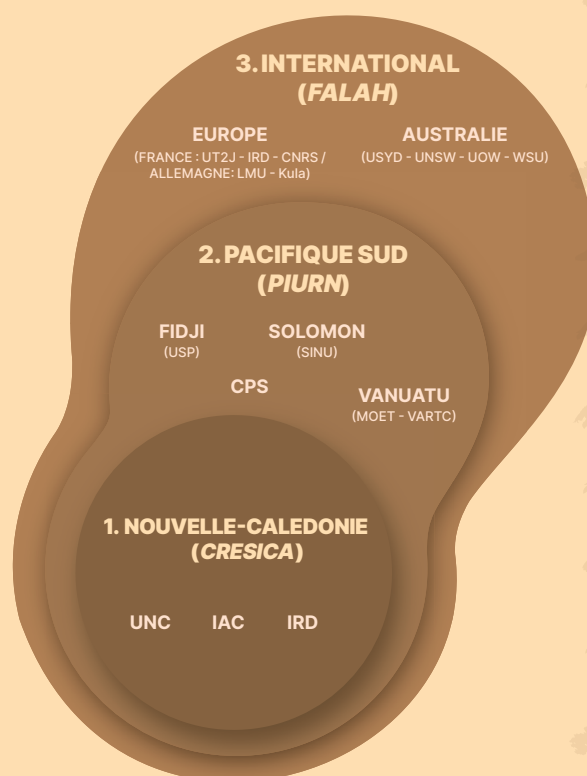 3. INTERNATIONAL
(FALAH)
EUROPE
(FRANCE : UT2J - IRD - CNRS /
ALLEMAGNE: LMU - Kula)
AUSTRALIE
(USYD - UNSW - UOW - WSU)
2. PACIFIQUE SUD
(PIURN)
FIDJI
(USP)
SOLOMON
(SINU)
CPS
VANUATU
(MOET - VARTC)
1. NOUVELLE-CALEDONIE
(CRESICA)
UNC IAC IRD